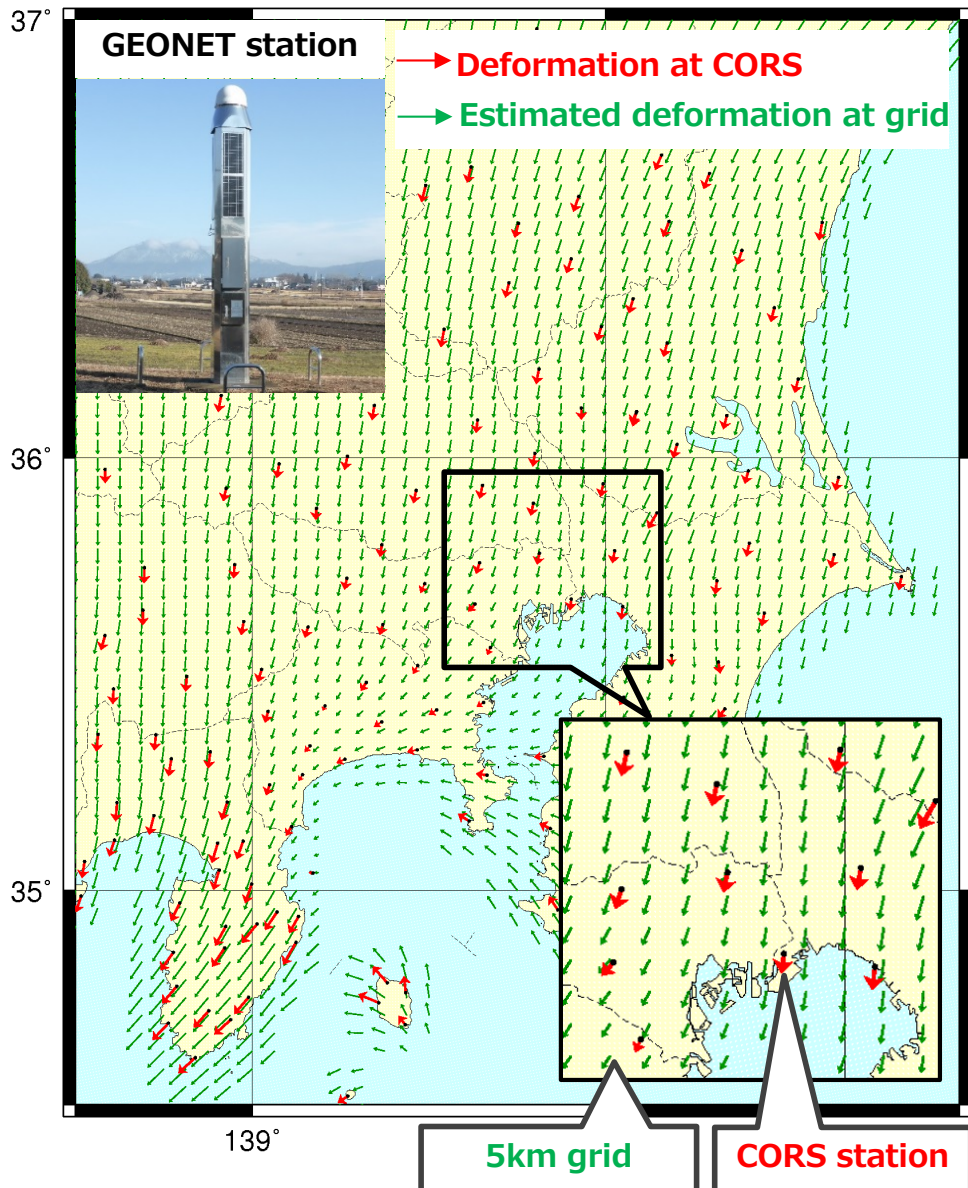 37°
GEONET station
Deformation at CORS
Estimated deformation at grid
36°
35°
139°
5km grid
CORS station